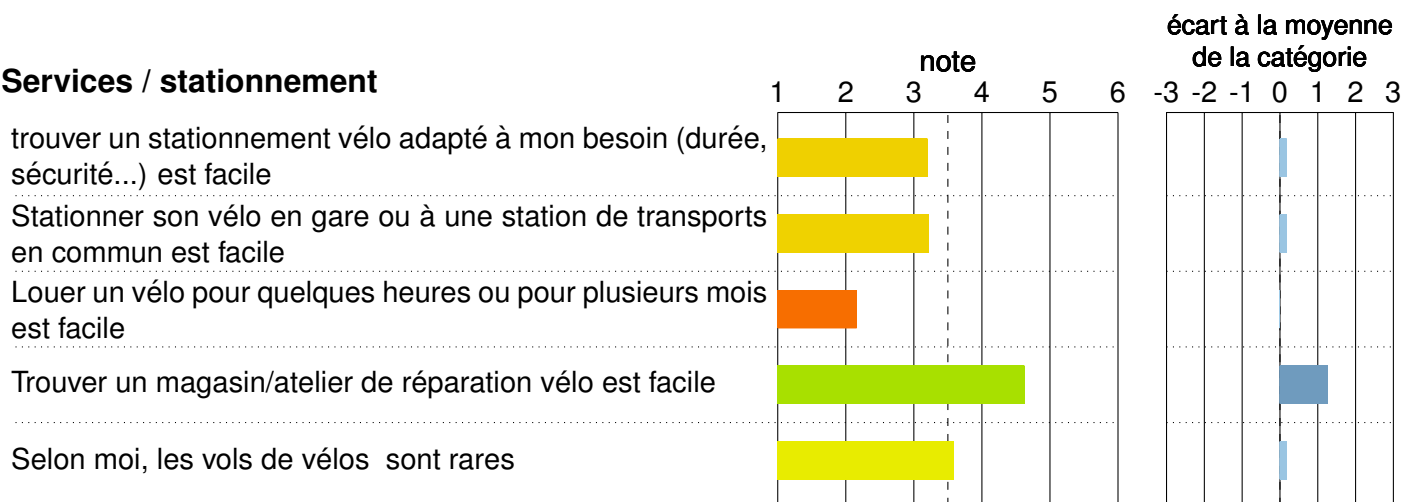 écart à la moyenne
note de la catégorie
Services / stationnement
1 2 3 4 5 6 -3 -2 -1 0 1 2 3
trouver un stationnement vélo adapté à mon besoin (durée,
sécurité...) est facile
Stationner son vélo en gare ou à une station de transports
en commun est facile
Louer un vélo pour quelques heures ou pour plusieurs mois
est facile
Trouver un magasin/atelier de réparation vélo est facile
Selon moi, les vols de vélos sont rares